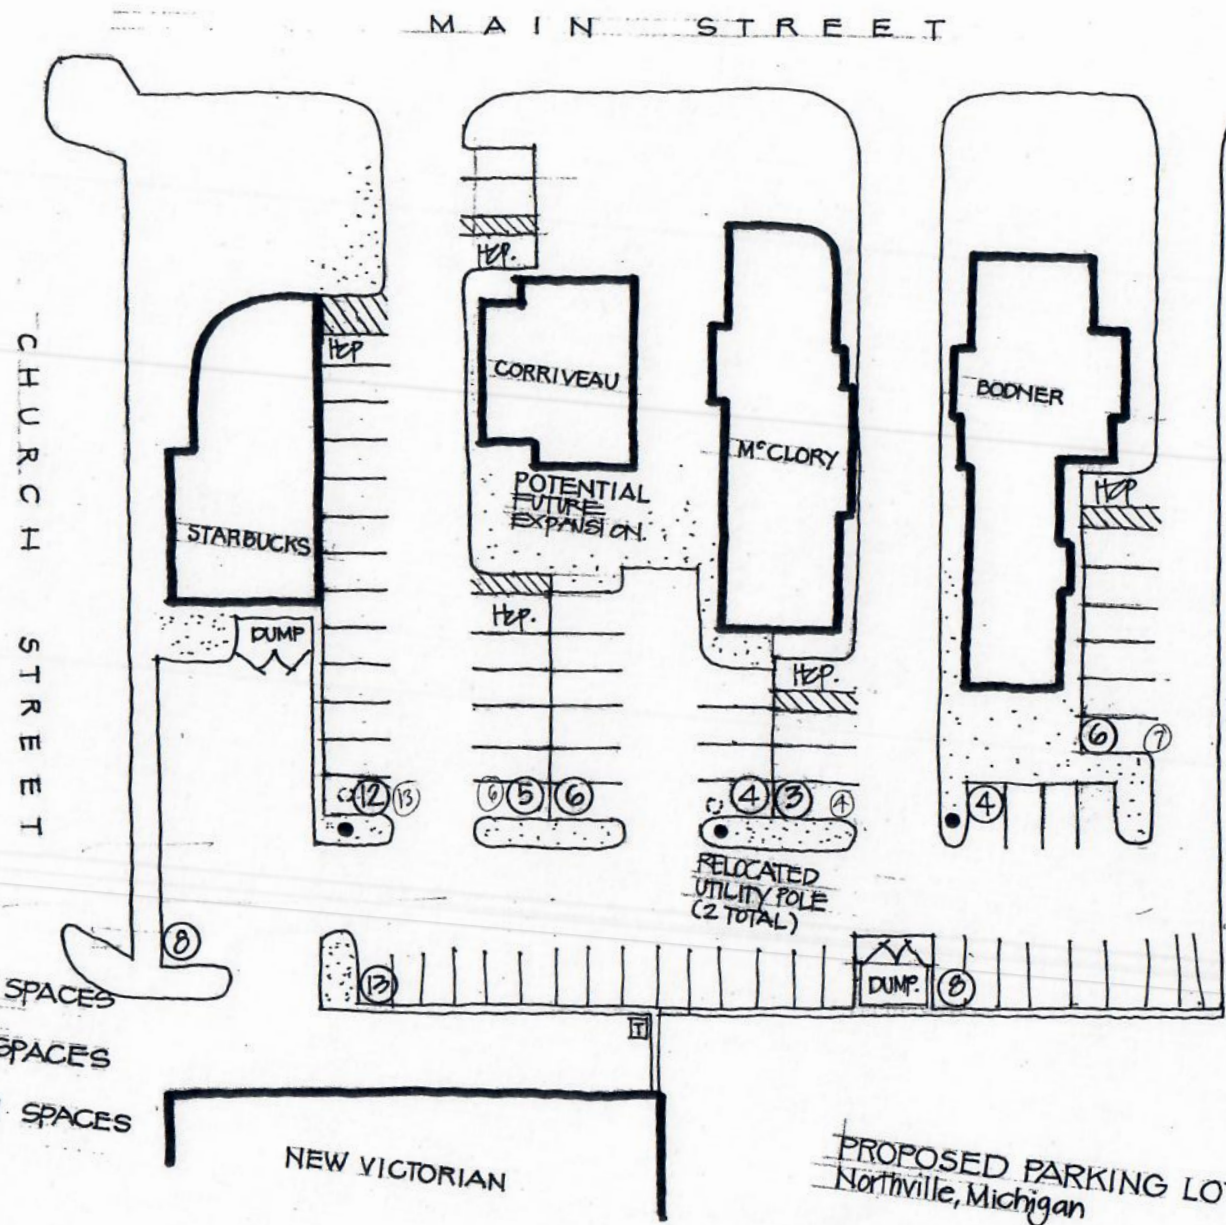 MAIN STREET
CHURCH STREET
HCP.
HCP
CORRIVEAU
BODNER
McCLORY
POTENTIAL
FUTURE
EXPANSION.
HCP
STARBUCKS
DUMP
HCP.
HCP.
6 7
12 13
6 5 6
4 3 4
4
RELOCATED
UTILITY POLE
(2 TOTAL)
8
13
DUMP.
8
SPACES
SPACES
SPACES
T
NEW VICTORIAN
PROPOSED PARKING LOT
Northville, Michigan